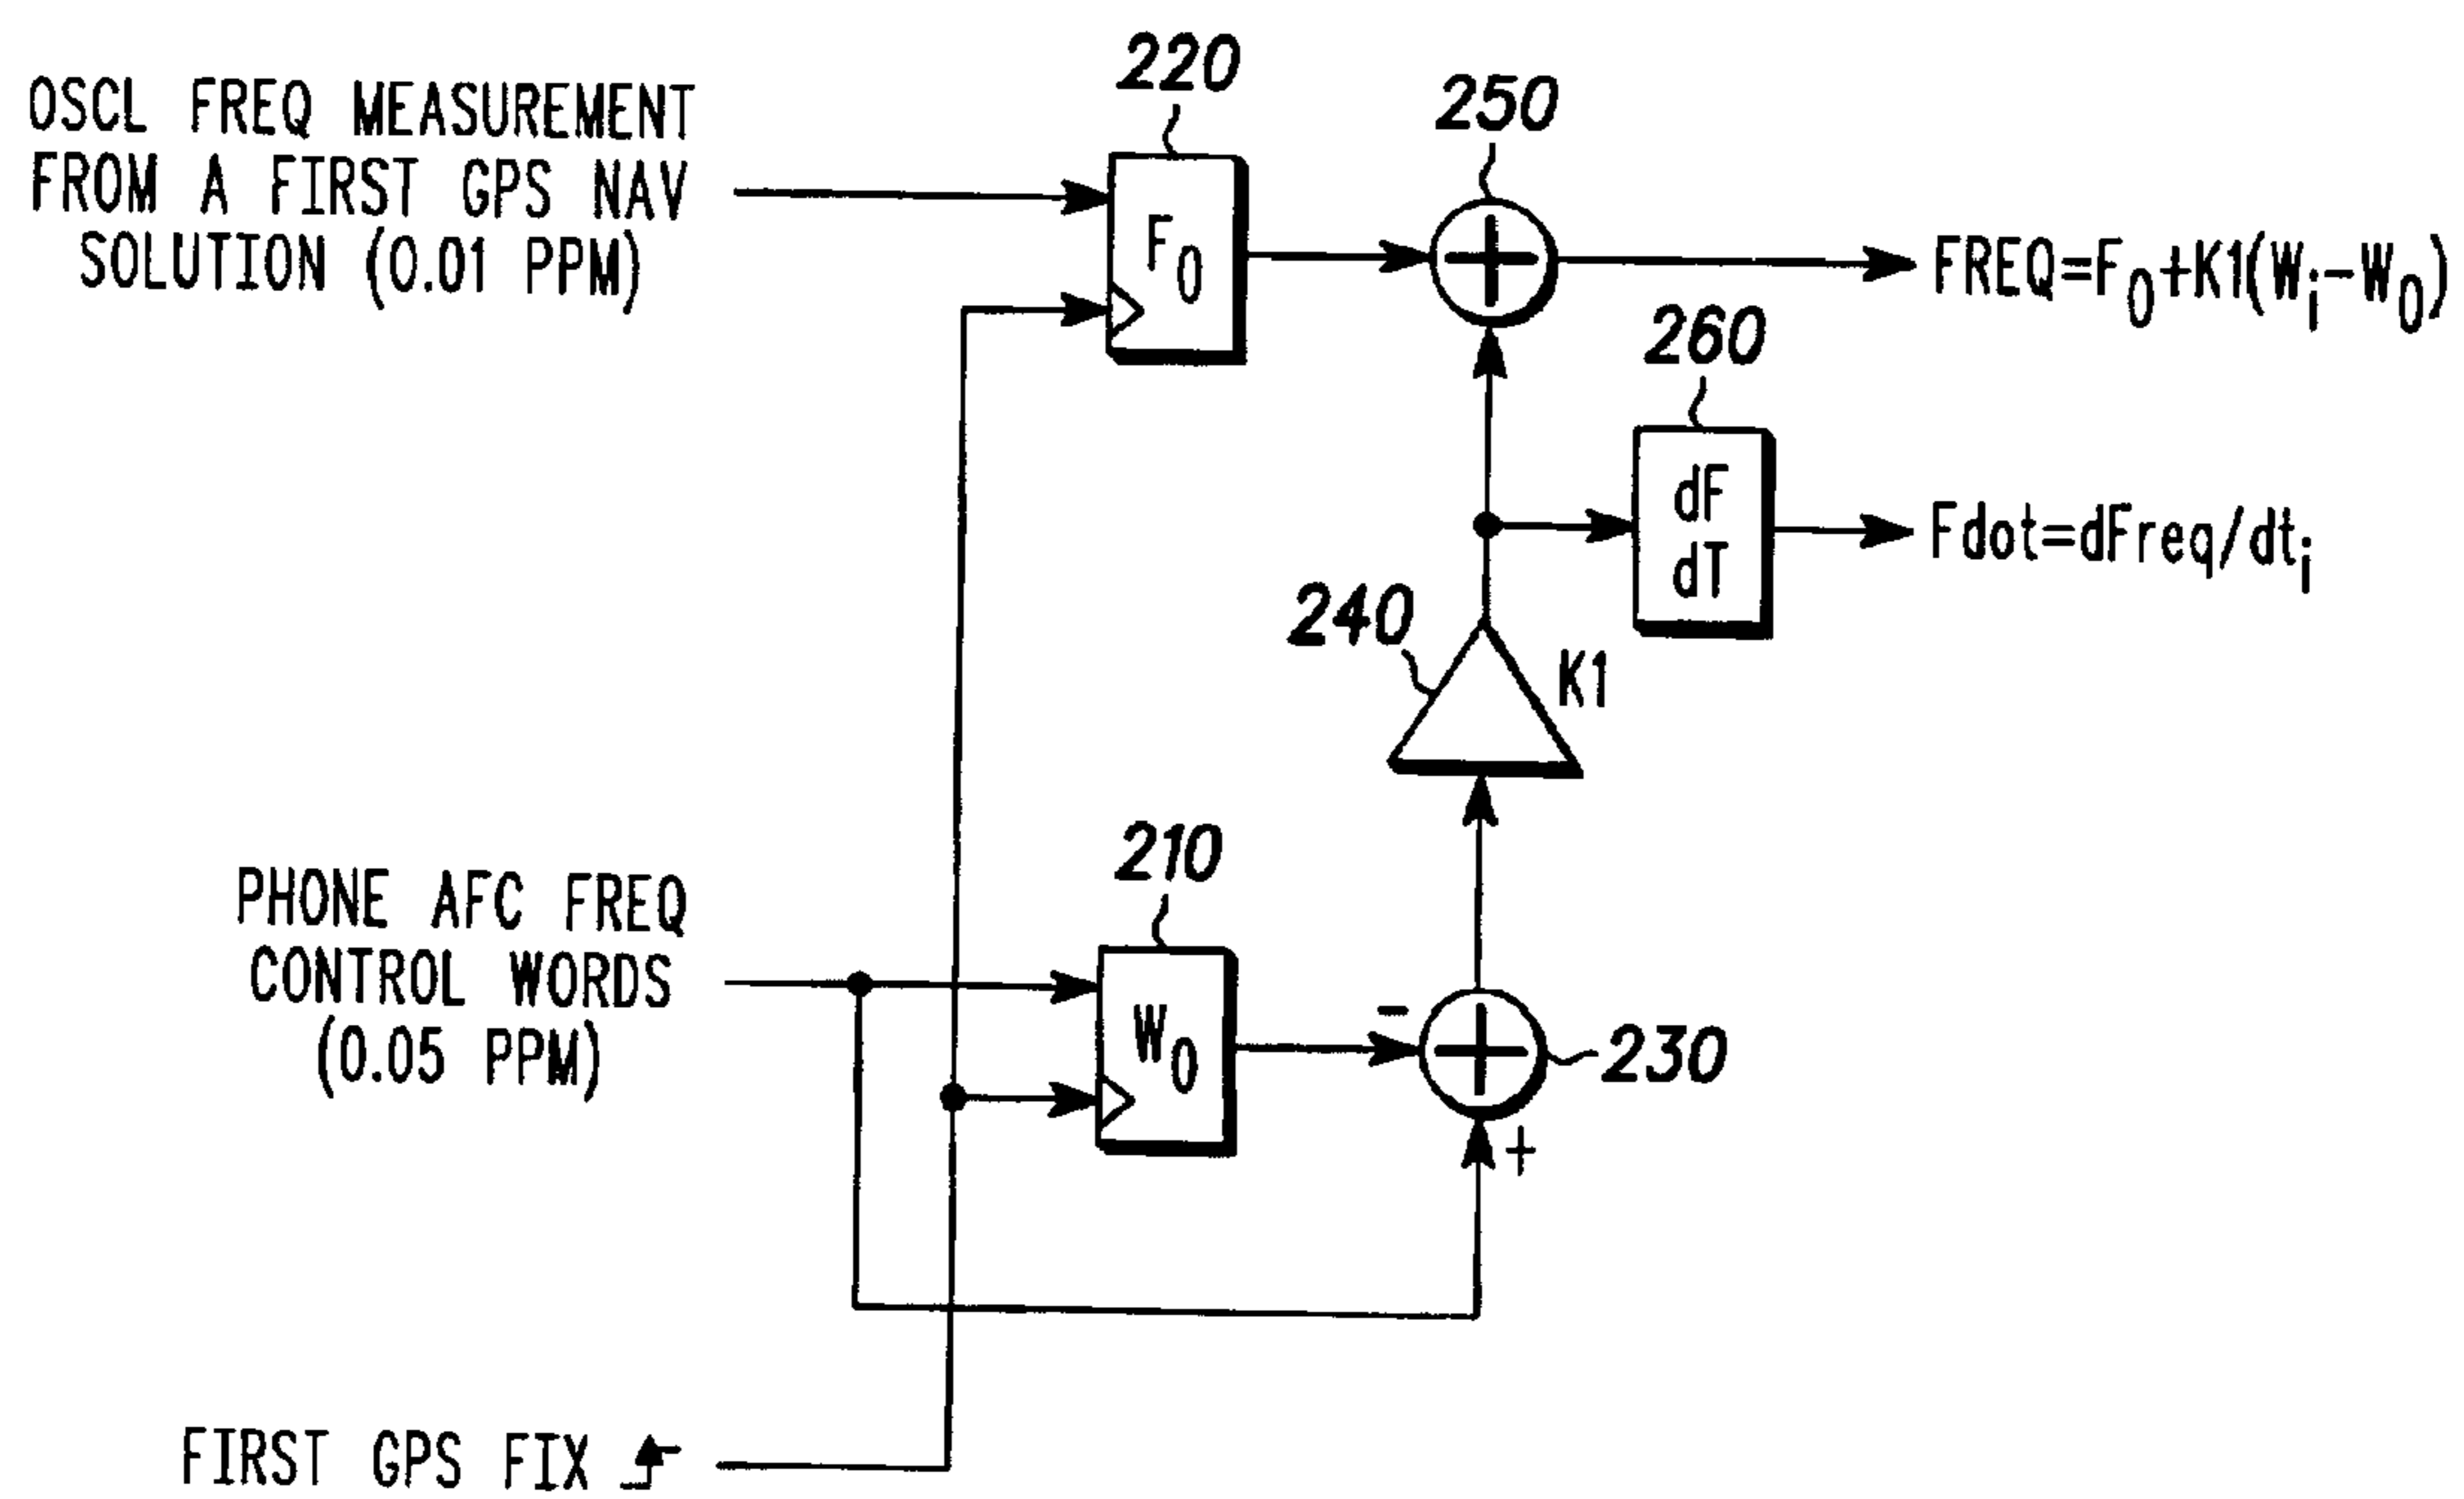 220
250
OSCL FREQ MEASUREMENT
FROM A FIRST GPS NAV
SOLUTION (0.01 PPM)
F0
FREQ=F0+K1(Wi-W0)
260
dF
dT
Fdot=dFreq/dti
240
K1
210
PHONE AFC FREQ
CONTROL WORDS
(0.05 PPM)
W0
-
230
+
FIRST GPS FIX